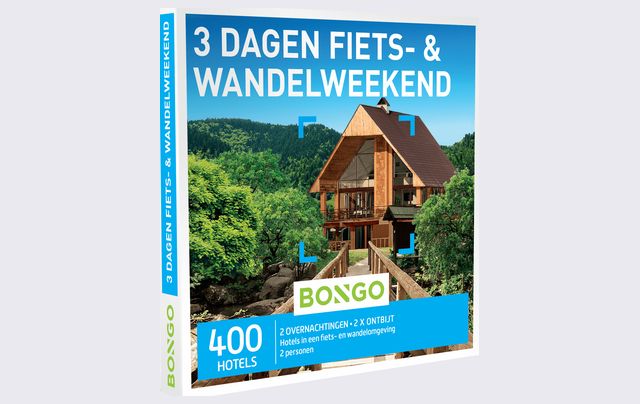 3 DAGEN FIETS- &
WANDELWEEKEND
3 DAGEN FIETS- & WANDELWEEKEND
BONGO
BONGO
400
HOTELS
2 OVERNACHTINGEN • 2 X ONTBIJT
Hotels in een fiets- en wandelomgeving
2 personen